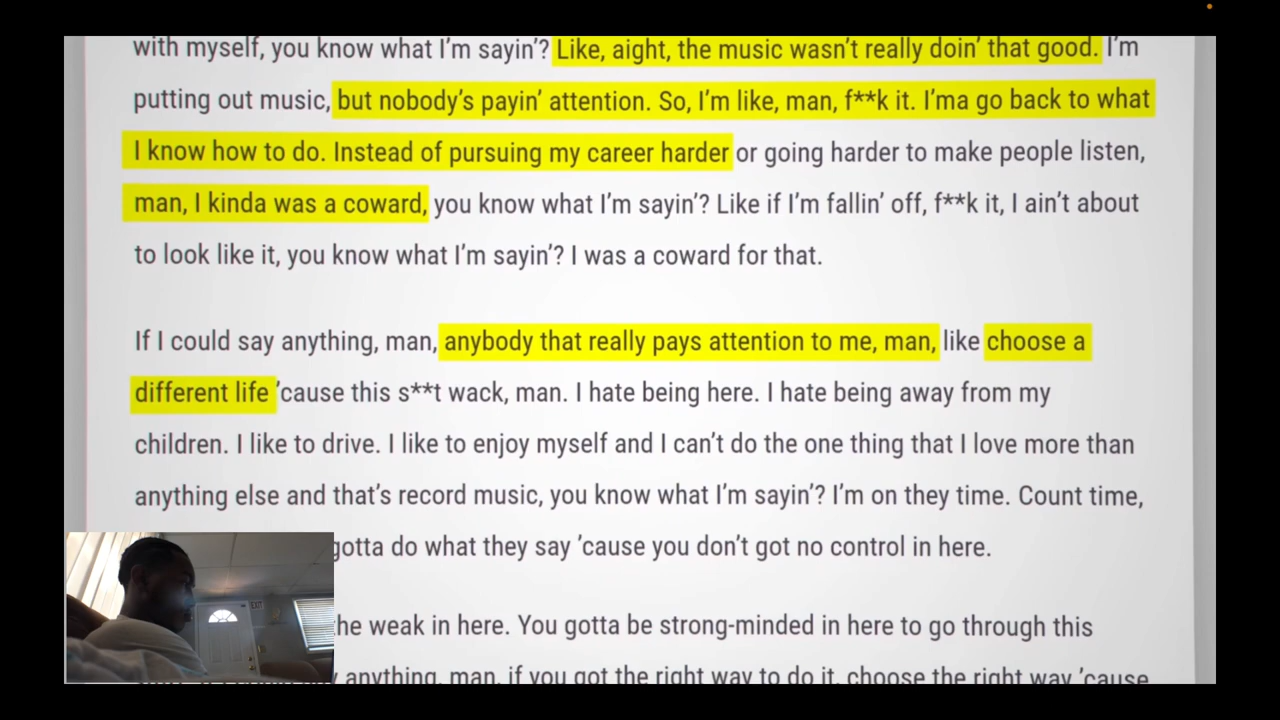 with myself, you know what I'm sayin'? Like, aight, the music wasn't really doin' that good. I'm
putting out music, but nobody's payin' attention. So, I'm like, man, f**k it. I'ma go back to what
I know how to do. Instead of pursuing my career harder or going harder to make people listen,
man, I kinda was a coward, you know what I'm sayin'? Like if I'm fallin' off, f**k it, I ain't about
to look like it, you know what I'm sayin'? I was a coward for that.
If I could say anything, man, anybody that really pays attention to me, man, like choose a
different life 'cause this s**t wack, man. I hate being here. I hate being away from my
children. I like to drive. I like to enjoy myself and I can't do the one thing that I love more than
anything else and that's record music, you know what I'm sayin'? I'm on they time. Count time,
gotta do what they say 'cause you don't got no control in here.
EXIT
the weak in here. You gotta be strong-minded in here to go through this
anything, man, if you got the right way to do it, choose the right way 'cause